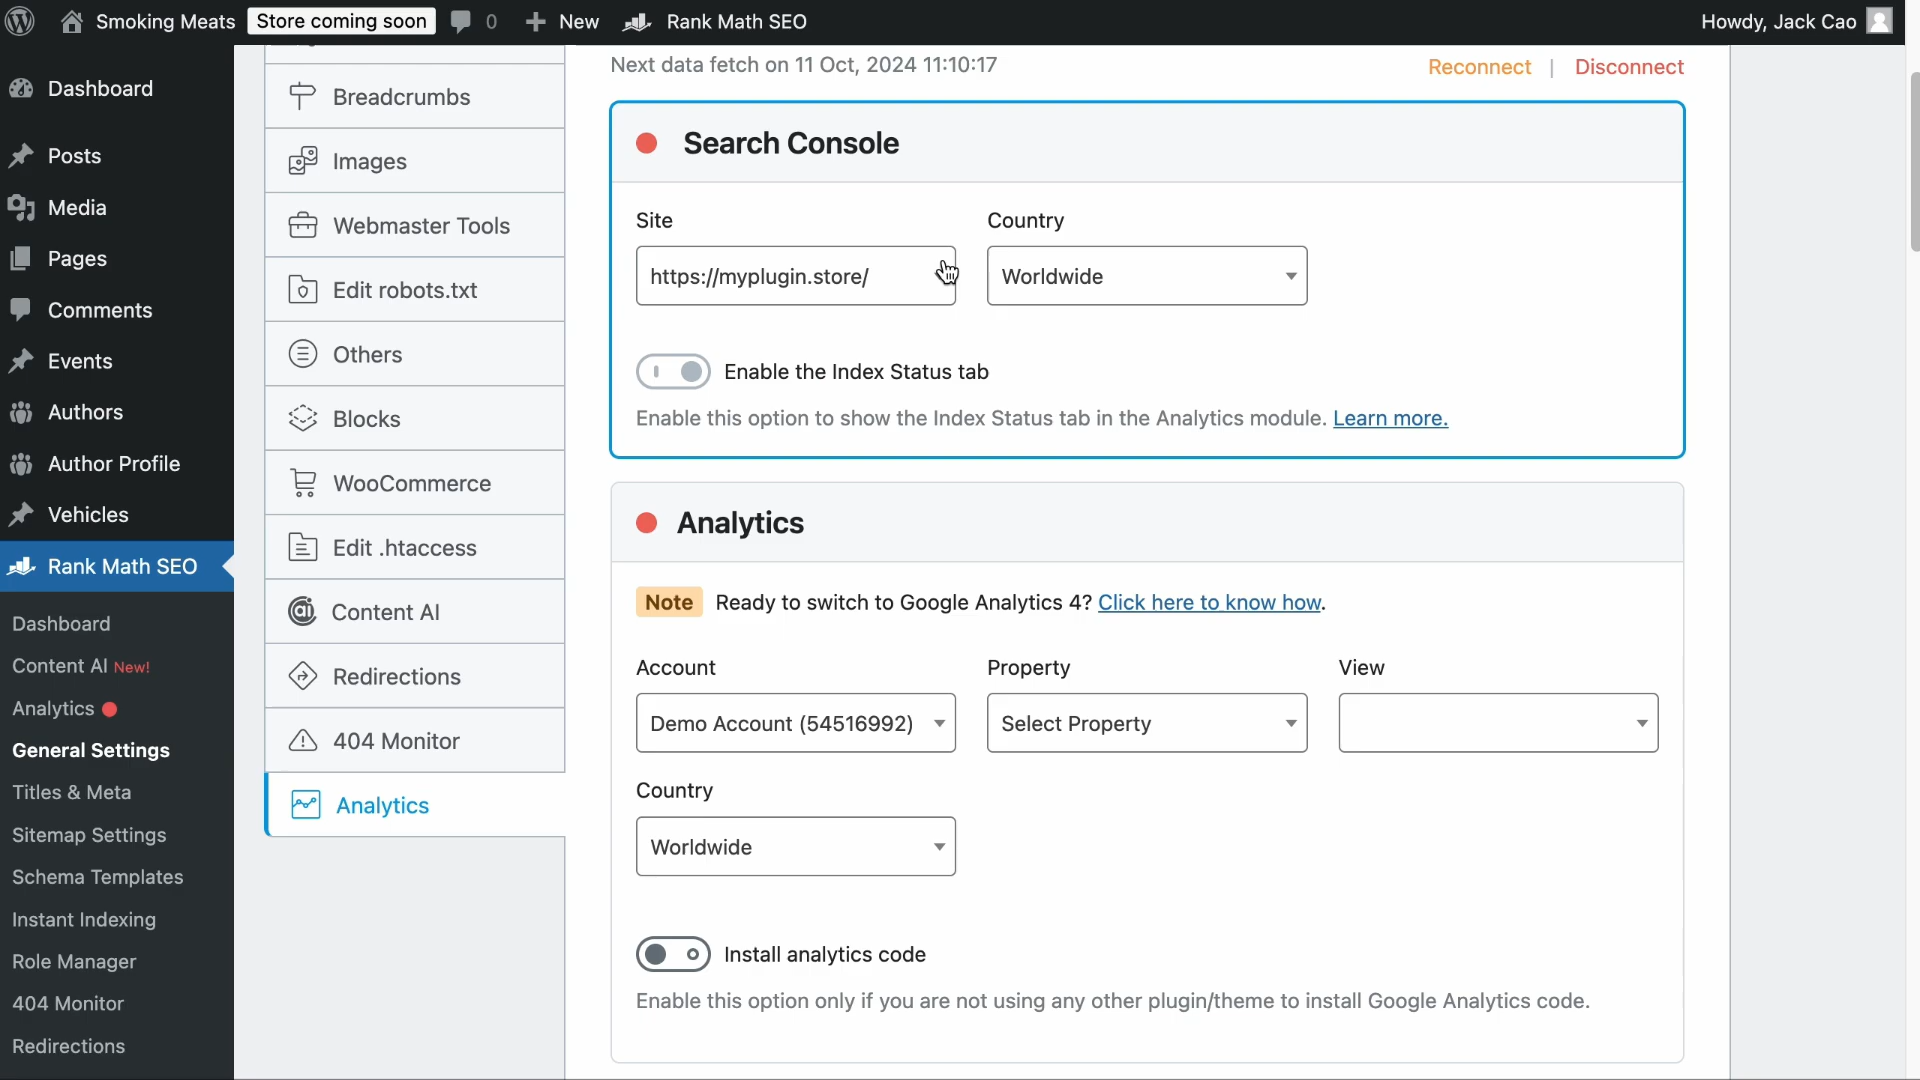 Smoking Meats Store coming soon 0 New Rank Math SEO Howdy, Jack Cao
Dashboard
Posts
Media
Pages
Comments
Events
Authors
Author Profile
Vehicles
Rank Math SEO
Dashboard
Content AI New!
Analytics
General Settings
Titles & Meta
Sitemap Settings
Schema Templates
Instant Indexing
Role Manager
404 Monitor
Redirections
Breadcrumbs
Images
Webmaster Tools
Edit robots.txt
Others
Blocks
WooCommerce
Edit .htaccess
Content AI
Redirections
404 Monitor
Analytics
Next data fetch on 11 Oct, 2024 11:10:17 Reconnect | Disconnect
Search Console
Site Country
https://myplugin.store/ Worldwide
Enable the Index Status tab
Enable this option to show the Index Status tab in the Analytics module. Learn more.
Analytics
Note Ready to switch to Google Analytics 4? Click here to know how.
Account Property View
Demo Account (54516992) Select Property
Country
Worldwide
Install analytics code
Enable this option only if you are not using any other plugin/theme to install Google Analytics code.